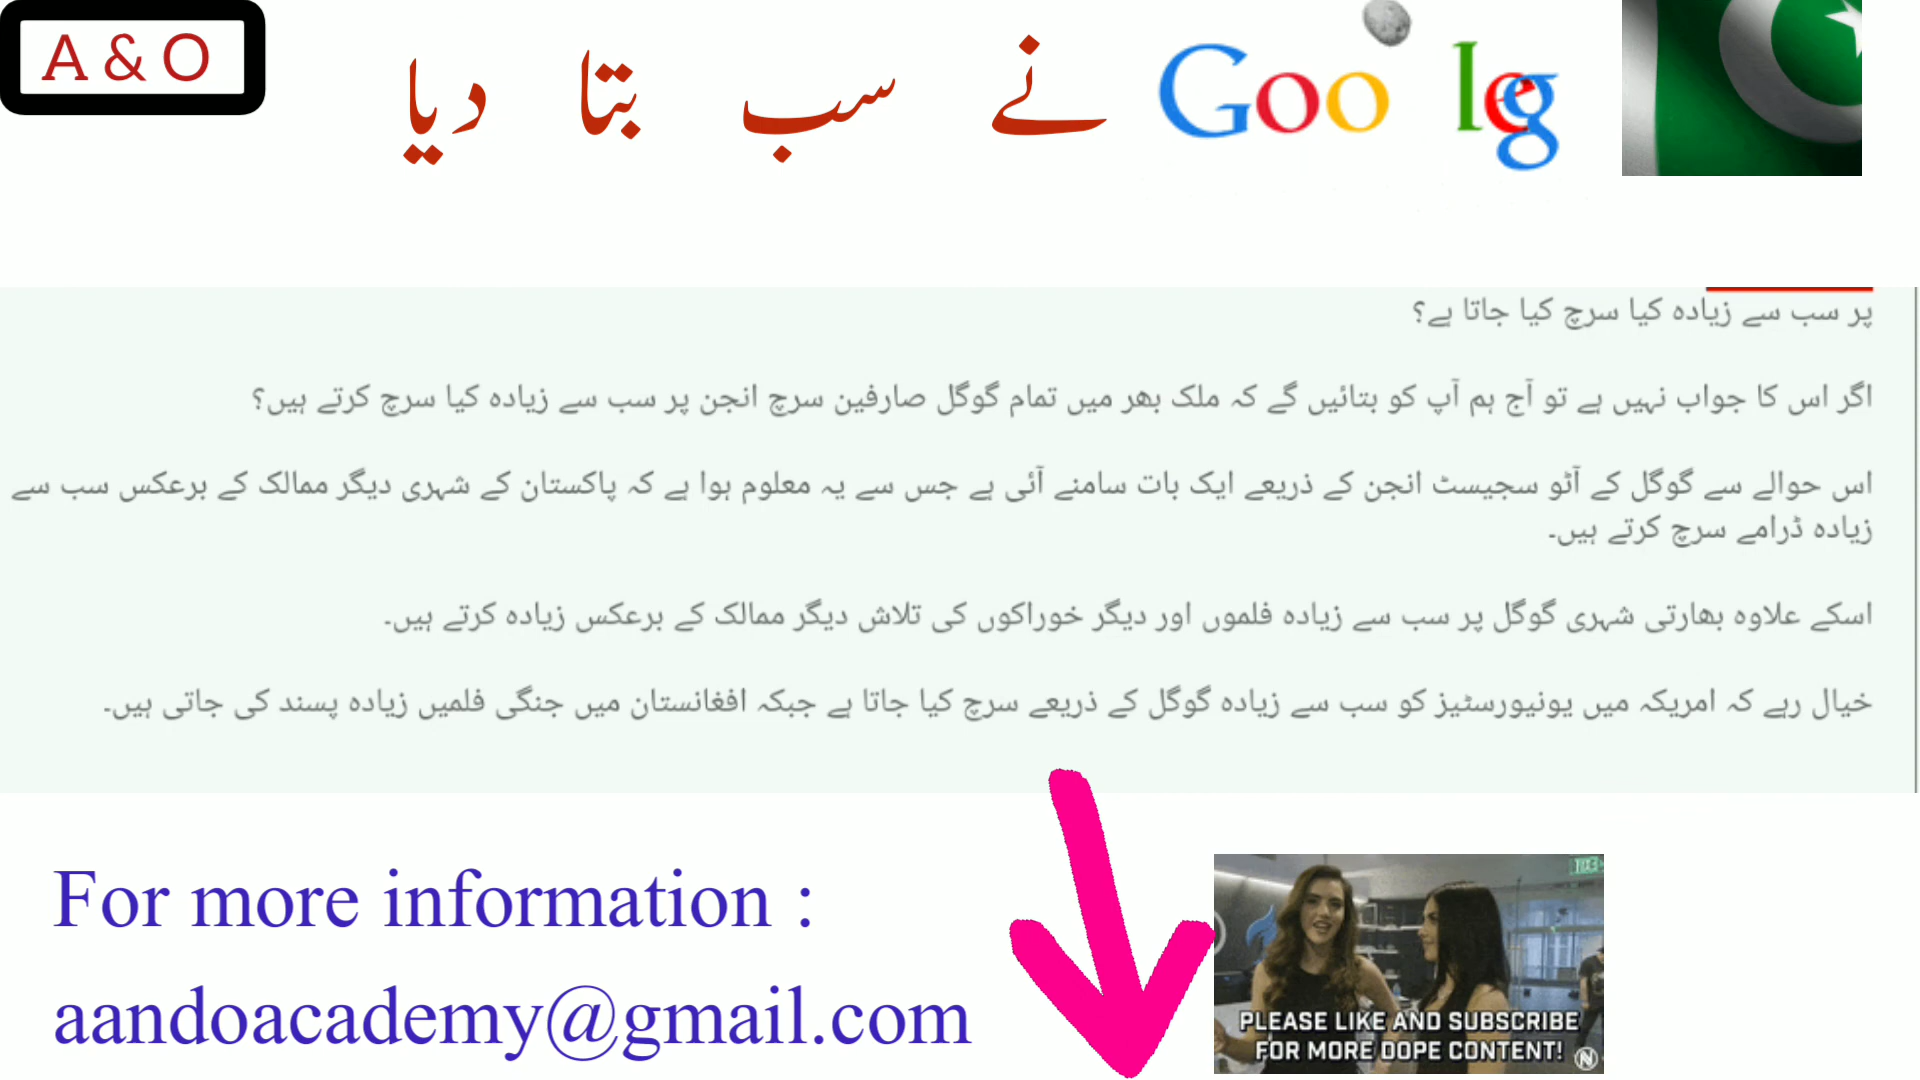 A & O
Google نے سب بتا دیا
پر سب سے زیادہ کیا سرچ کیا جاتا ہے؟
اگر اس کا جواب نہیں ہے تو آج ہم آپ کو بتائیں گے کہ ملک بھر میں تمام گوگل صارفین سرچ انجن پر سب سے زیادہ کیا سرچ کرتے ہیں؟
اس حوالے سے گوگل کے آٹو سجیسٹ انجن کے ذریعے ایک بات سامنے آئی ہے جس سے یہ معلوم ہوا ہے کہ پاکستان کے شہری دیگر ممالک کے برعکس سب سے
زیادہ ڈرامے سرچ کرتے ہیں۔
اسکے علاوہ بھارتی شہری گوگل پر سب سے زیادہ فلموں اور دیگر خوراکوں کی تلاش دیگر ممالک کے برعکس زیادہ کرتے ہیں۔
خیال رہے کہ امریکہ میں یونیورسٹیز کو سب سے زیادہ گوگل کے ذریعے سرچ کیا جاتا ہے جبکہ افغانستان میں جنگی فلمیں زیادہ پسند کی جاتی ہیں۔
For more information :
aandoacademy@gmail.com
PLEASE LIKE AND SUBSCRIBE
FOR MORE DOPE CONTENT!